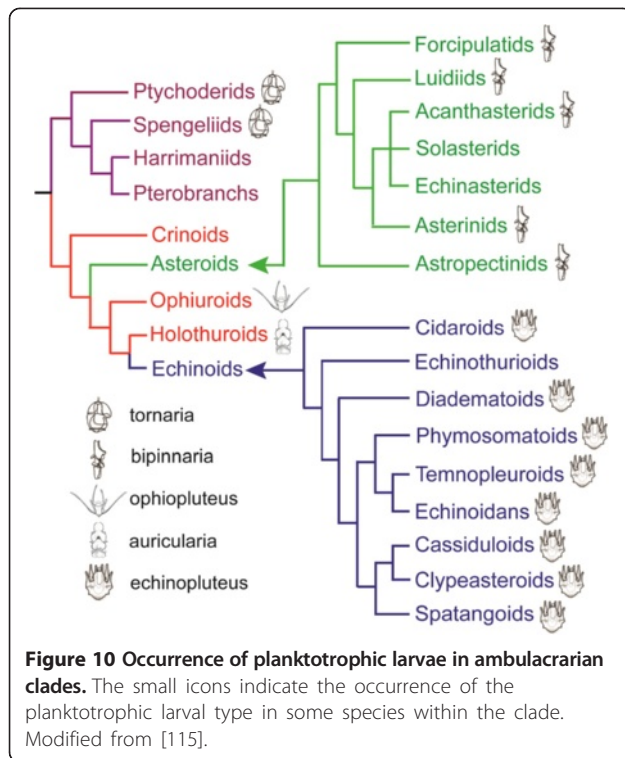 Ptychoderids
Spengeliids
Harrimaniids
Pterobranchs
Crinoids
Asteroids
Ophiuroids
Holothuroids
Echinoids
tornaria
bipinnaria
ophiopluteus
auricularia
echinopluteus
Forcipulatids
Luidiids
Acanthasterids
Solasterids
Echinasterids
Asterinids
Astropectinids
Cidaroids
Echinothurioids
Diadematoids
Phymosomatoids
Temnopleuroids
Echinoidans
Cassiduloids
Clypeasteroids
Spatangoids
Figure 10 Occurrence of planktotrophic larvae in ambulacrarian
clades. The small icons indicate the occurrence of the
planktotrophic larval type in some species within the clade.
Modified from [115].